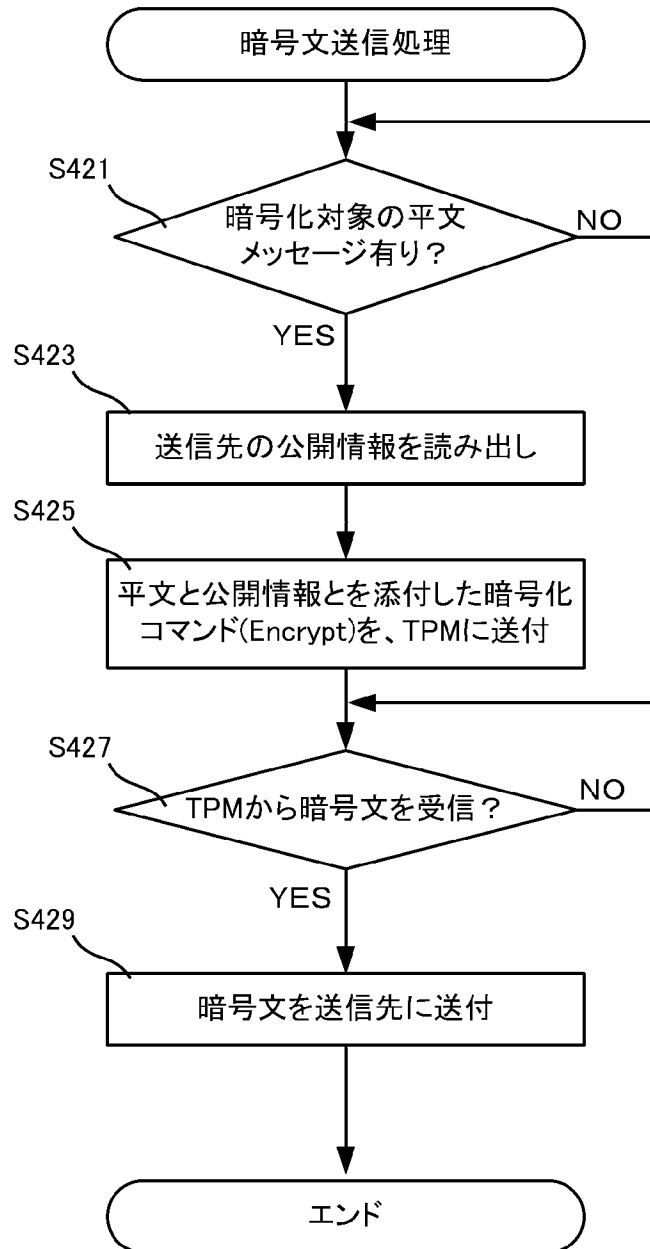 暗号文送信処理
S421
暗号化対象の平文
メッセージ有り？
NO
YES
S423
送信先の公開情報を読み出し
S425
平文と公開情報とを添付した暗号化
コマンド(Encrypt)を、TPMに送付
S427
TPMから暗号文を受信？
NO
YES
S429
暗号文を送信先に送付
エンド